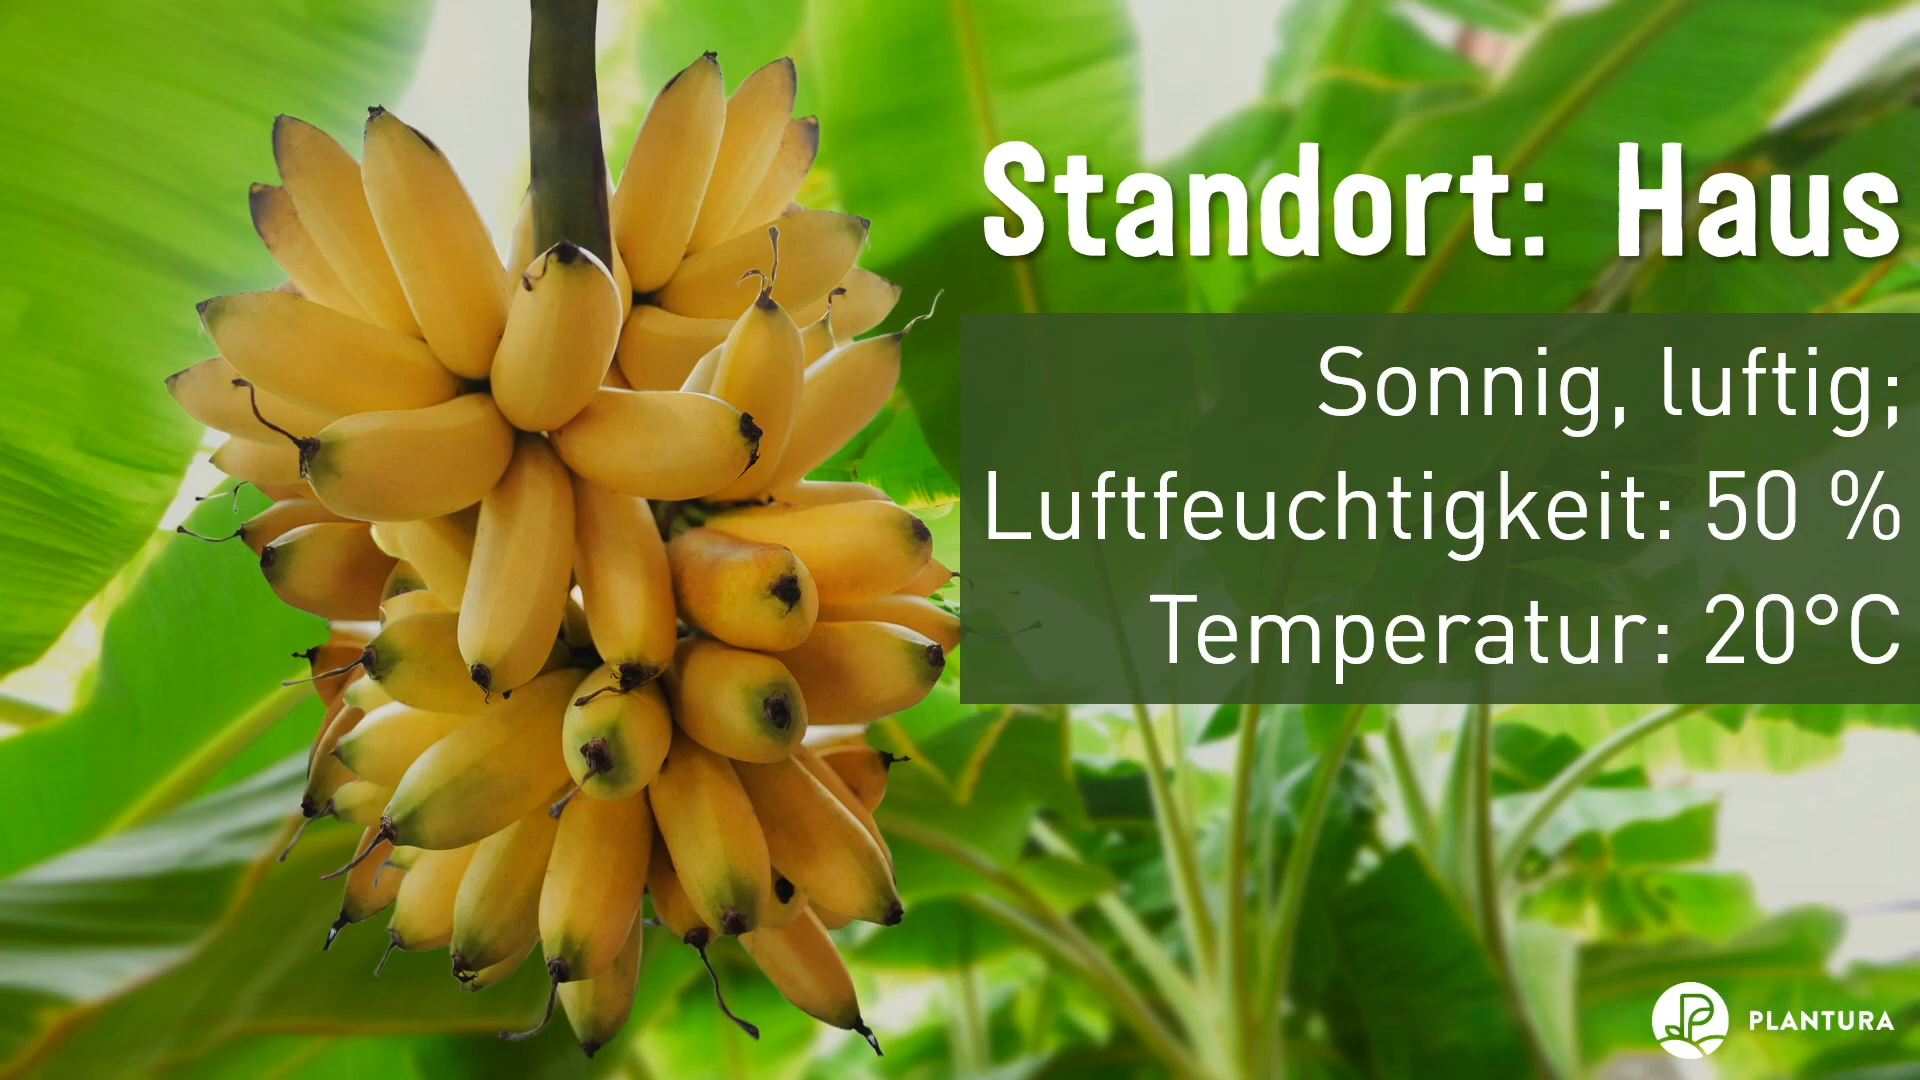 Standort: Haus
Sonnig, luftig;
Luftfeuchtigkeit: 50 %
Temperatur: 20°C
PLANTURA